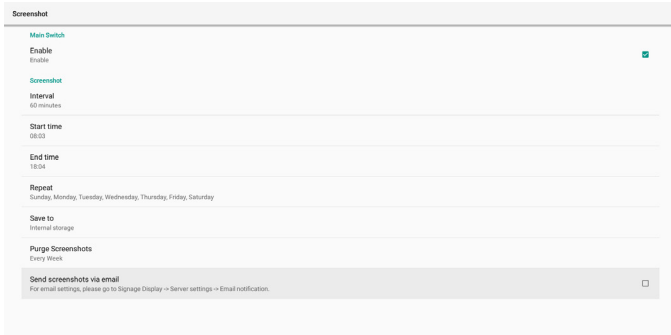 Screenshot
Main Switch
Enable
Enable
Screenshot
Interval
60 minutes
Start time
08:03
End time
18:04
Repeat
Sunday, Monday, Tuesday, Wednesday, Thursday, Friday, Saturday
Save to
Internal storage
Purge Screenshots
Every Week
Send screenshots via email
For email settings, please go to Signage Display -> Server settings -> Email notification.